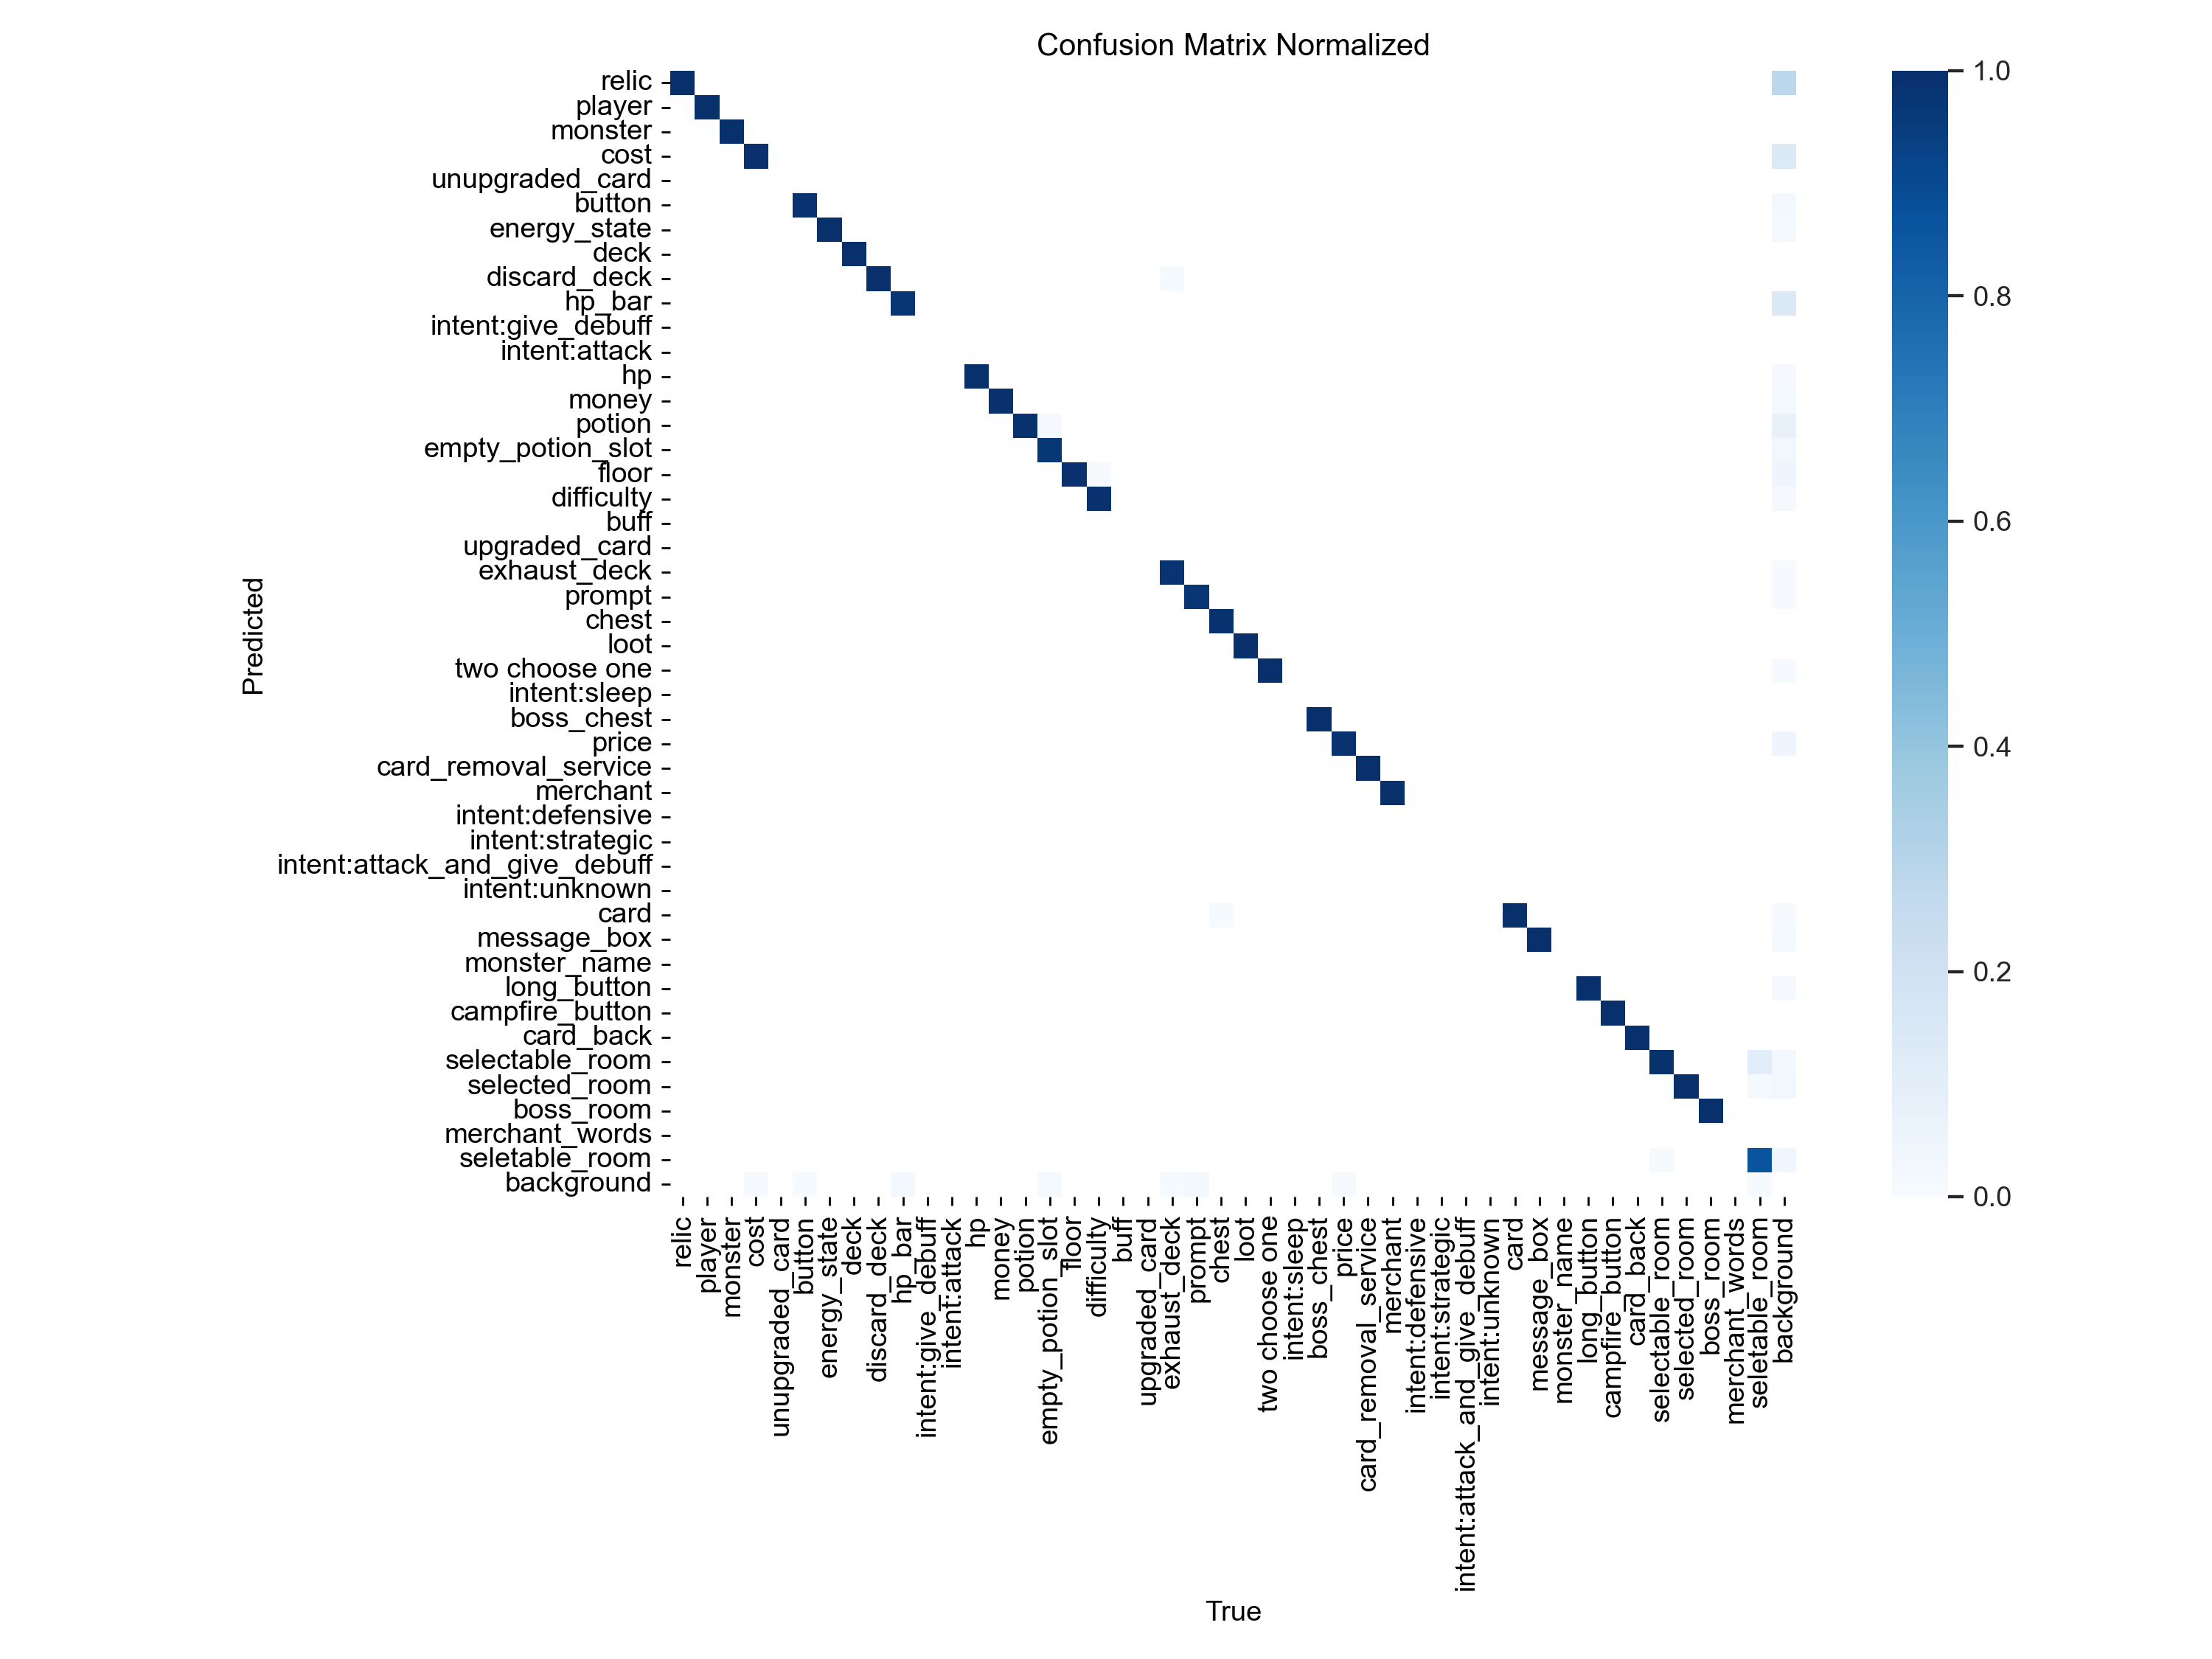 Confusion Matrix Normalized
relic
player
monster
cost
unupgraded_card
button
energy_state
deck
discard_deck
hp_bar
intent:give_debuff
intent:attack
hp
money
potion
empty_potion_slot
floor
difficulty
buff
upgraded_card
exhaust_deck
prompt
chest
loot
two choose one
intent:sleep
boss_chest
price
card_removal_service
merchant
intent:defensive
intent:strategic
intent:attack_and_give_debuff
intent:unknown
card
message_box
monster_name
long_button
campfire_button
card_back
selectable_room
selected_room
boss_room
merchant_words
seletable_room
background
Predicted
relic
player
monster
cost
unupgraded_card
button
energy_state
deck
discard_deck
hp_bar
intent:give_debuff
intent:attack
hp
money
potion
empty_potion_slot
floor
difficulty
buff
upgraded_card
exhaust_deck
prompt
chest
loot
two choose one
intent:sleep
boss_chest
price
card_removal_service
merchant
intent:defensive
intent:strategic
intent:attack_and_give_debuff
intent:unknown
card
message_box
monster_name
long_button
campfire_button
card_back
selectable_room
selected_room
boss_room
merchant_words
seletable_room
background
True
1.0
0.8
0.6
0.4
0.2
0.0